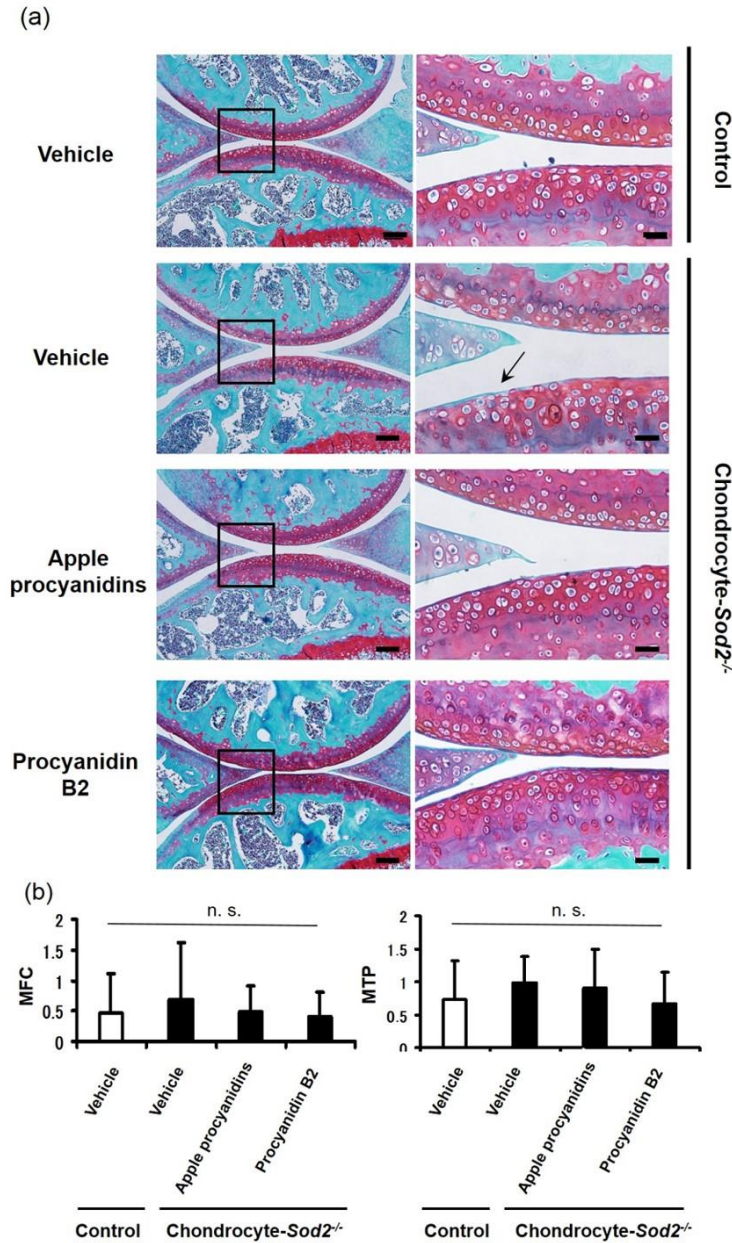 (a)
Vehicle
Control
Vehicle
Apple
procyanidins
Procyanidin
B2
Chondrocyte-Sod2-/-
(b)
n. s.
MFC
2
1.5
1
0.5
0
Vehicle
Vehicle
Apple procyanidins
Procyanidin B2
Control
Chondrocyte-Sod2-/-
n. s.
MTP
2
1.5
1
0.5
0
Vehicle
Vehicle
Apple procyanidins
Procyanidin B2
Control
Chondrocyte-Sod2-/-